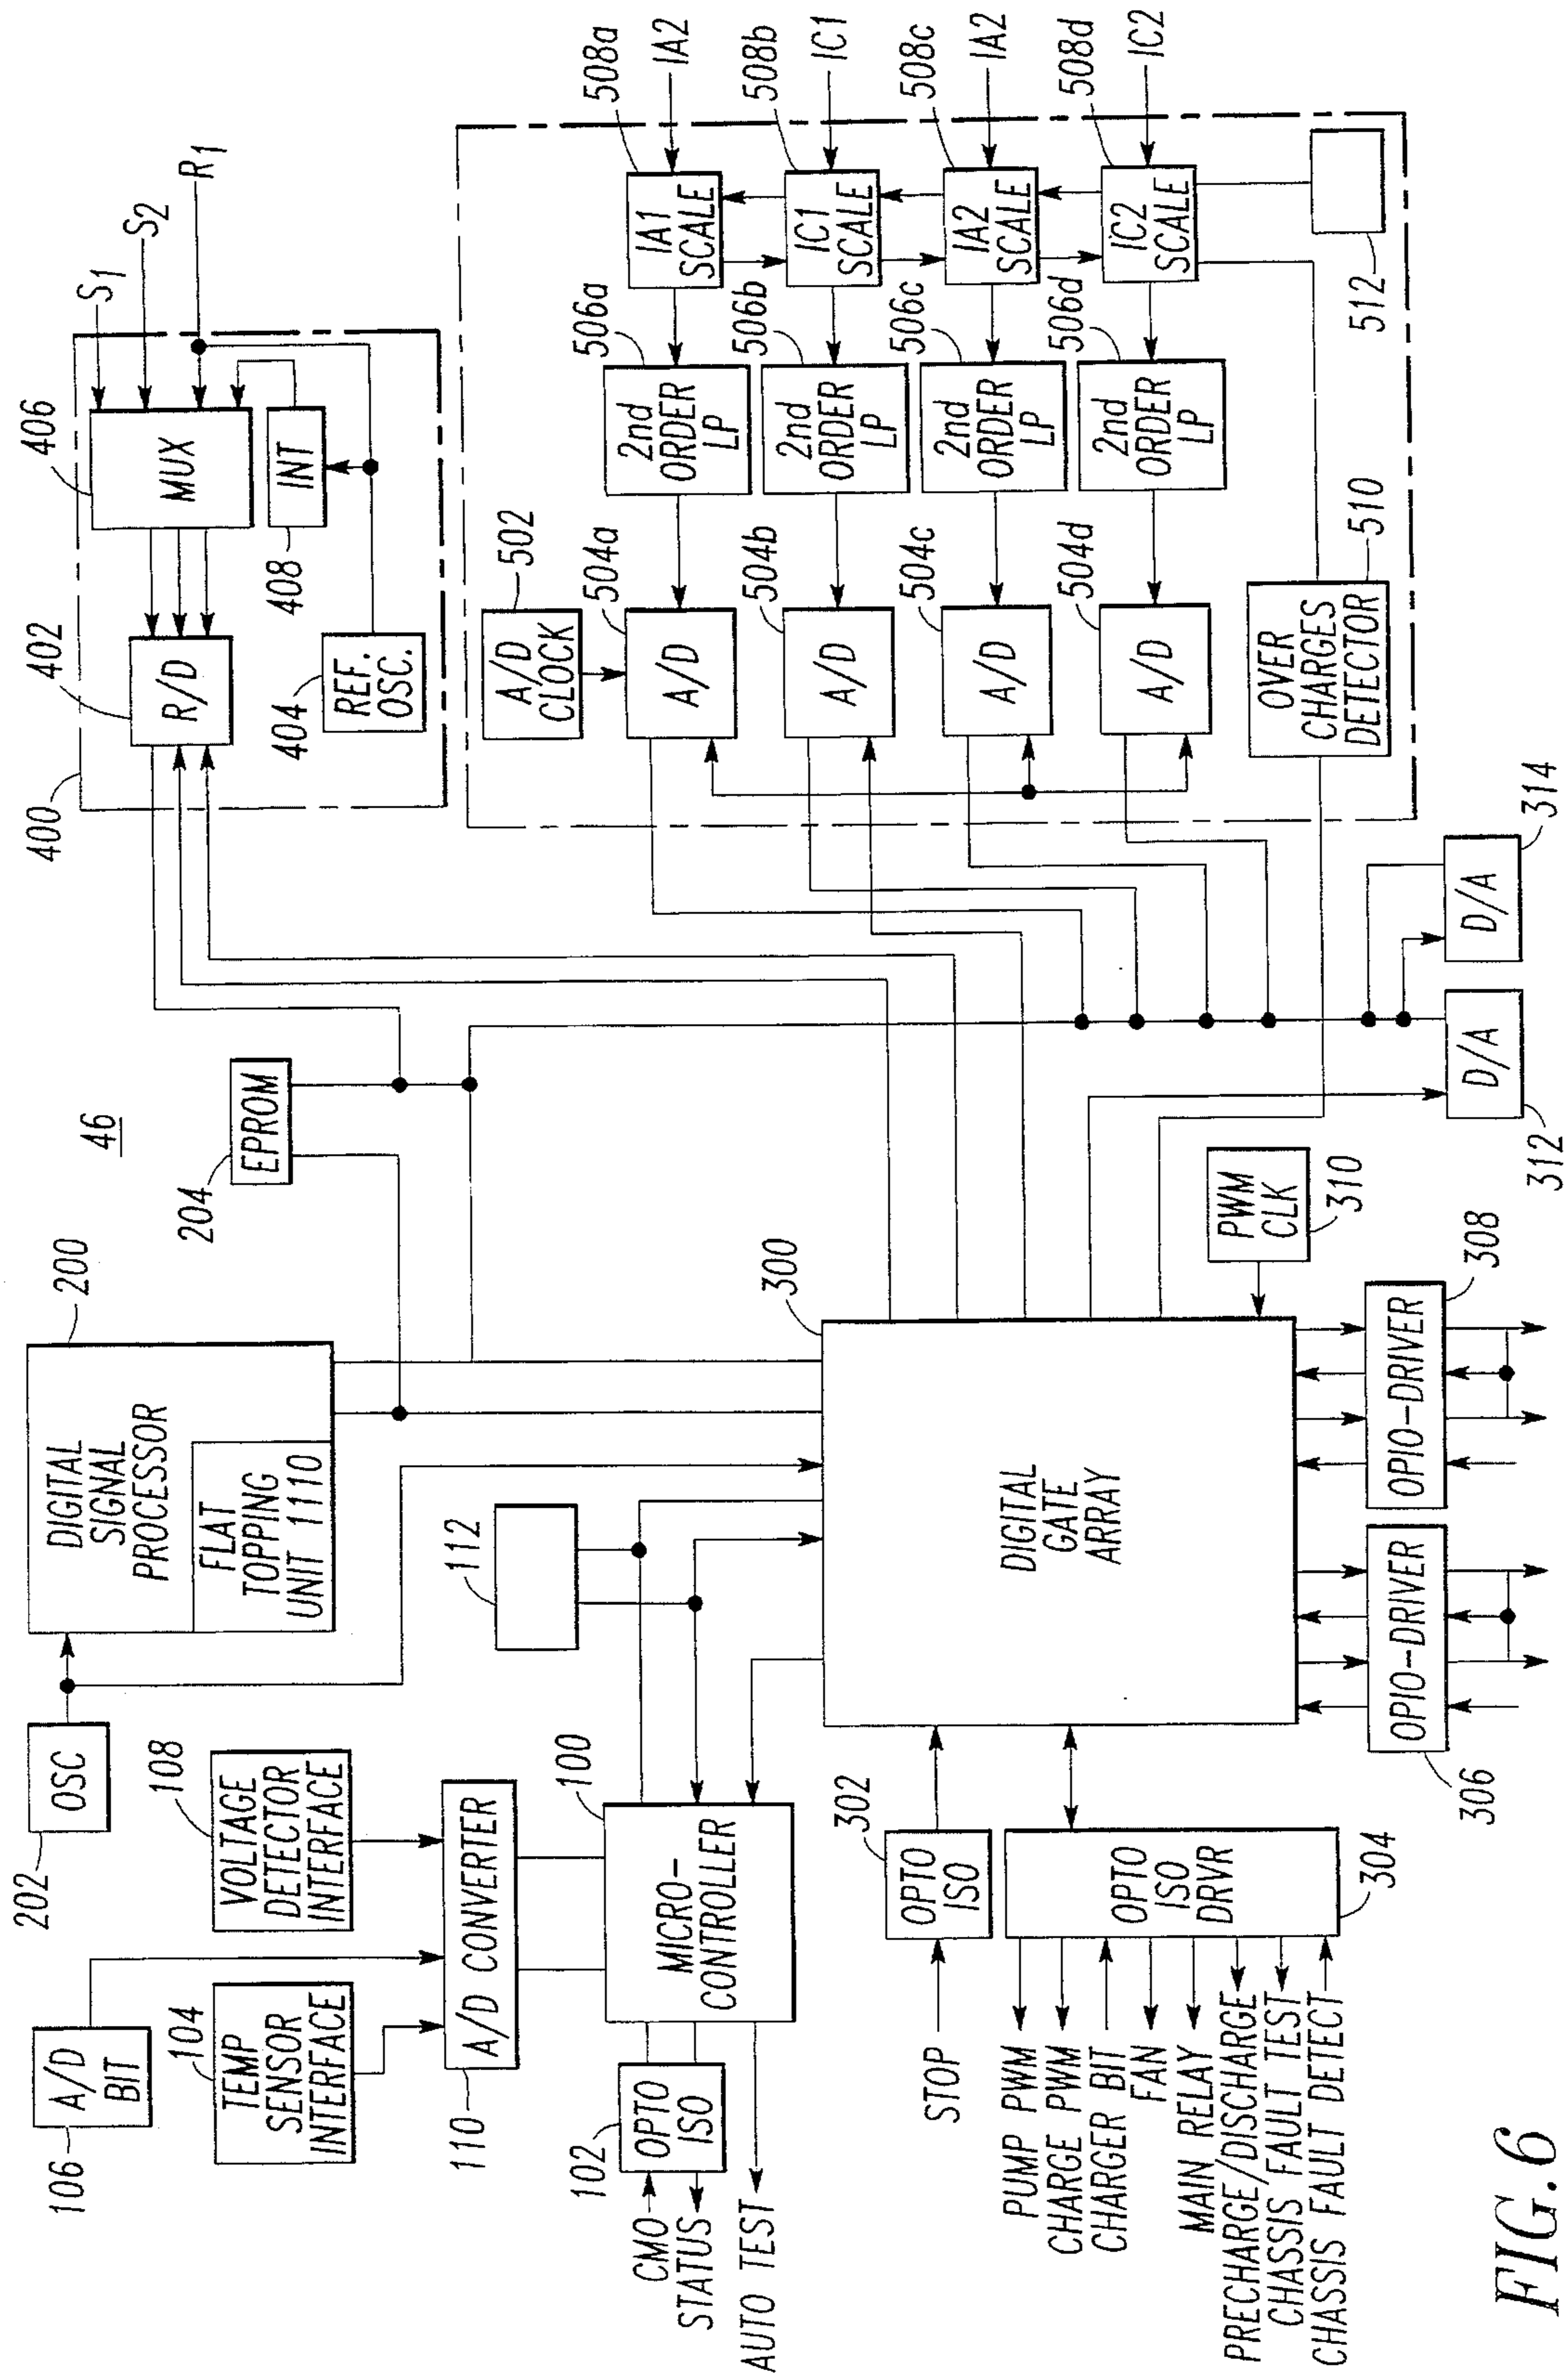 46
106
A/D
BIT
104
TEMP
SENSOR
INTERFACE
202
OSC
108
VOLTAGE
DETECTOR
INTERFACE
110
A/D CONVERTER
102
OPTO
ISO
CMO
STATUS
AUTO TEST
100
MICRO-
CONTROLLER
112
200
DIGITAL
SIGNAL
PROCESSOR
FLAT
TOPPING
UNIT 1110
204
EPROM
300
DIGITAL
GATE
ARRAY
302
OPTO
ISO
STOP
304
OPTO
ISO
DRVR
PUMP PWM
CHARGE PWM
CHARGER BIT
FAN
MAIN RELAY
PRECHARGE/DISCHARGE
CHASSIS FAULT TEST
CHASSIS FAULT DETECT
306
OPIO-DRIVER
308
OPIO-DRIVER
310
PWM
CLK
312
D/A
314
D/A
400
402
R/D
404
REF.
OSC.
406
MUX
408
INT
S1
S2
R1
502
A/D
CLOCK
504a
A/D
504b
A/D
504c
A/D
504d
A/D
506a
2nd
ORDER
LP
506b
2nd
ORDER
LP
506c
2nd
ORDER
LP
506d
2nd
ORDER
LP
508a
IA1
SCALE
IA2
508b
IC1
SCALE
IC1
508c
IA2
SCALE
IA2
508d
IC2
SCALE
IC2
510
OVER
CHARGES
DETECTOR
512
FIG.6